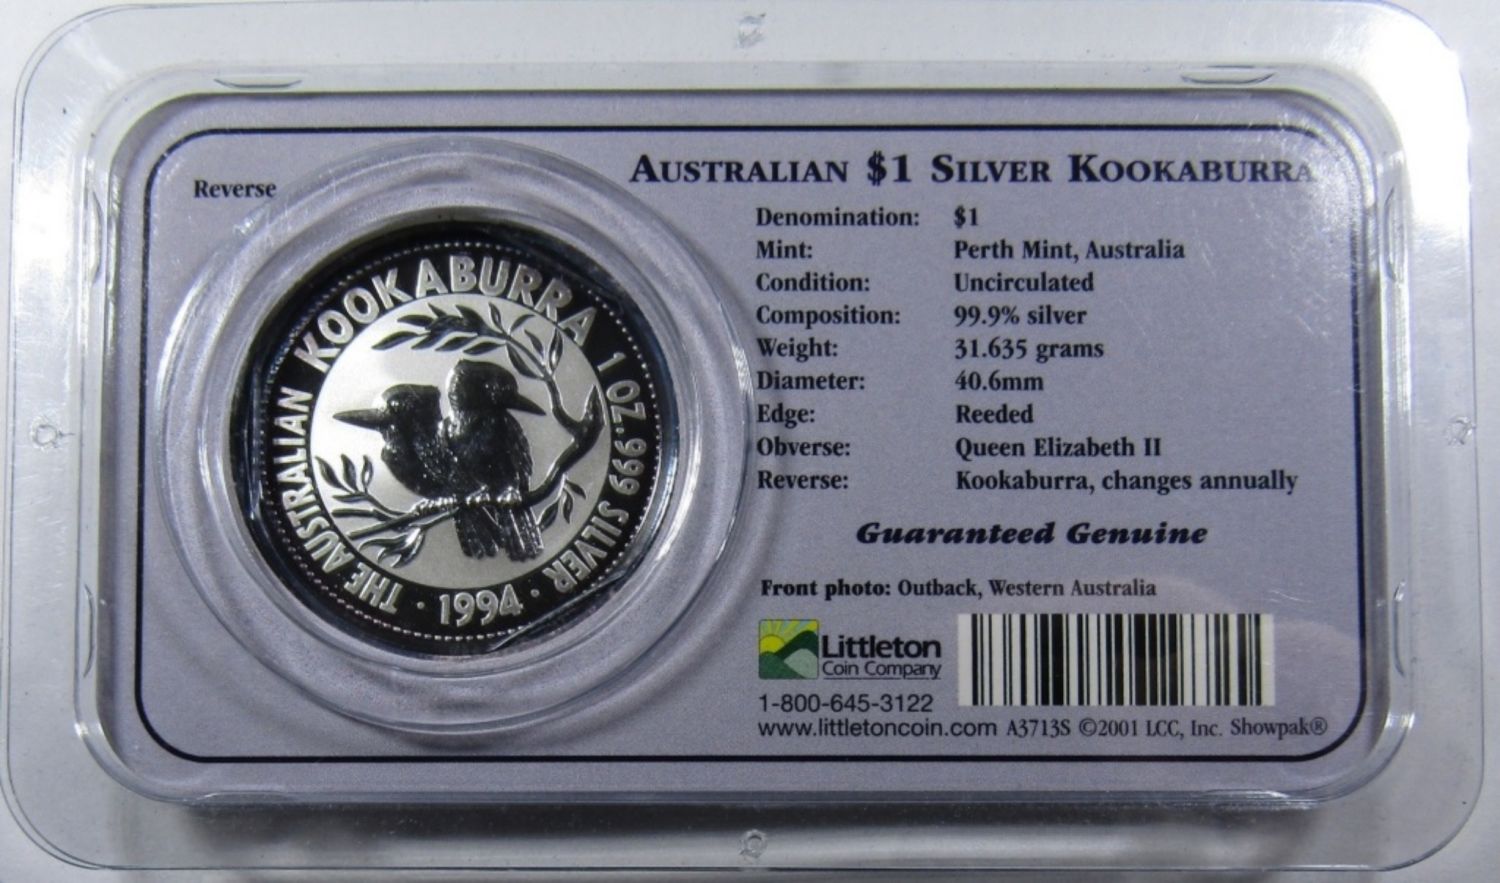 Reverse
THE AUSTRALIAN KOOKABURRA 1 OZ. 999 SILVER
· 1994 ·
AUSTRALIAN $1 SILVER KOOKABURRA
Denomination: $1
Mint: Perth Mint, Australia
Condition: Uncirculated
Composition: 99.9% silver
Weight: 31.635 grams
Diameter: 40.6mm
Edge: Reeded
Obverse: Queen Elizabeth II
Reverse: Kookaburra, changes annually
Guaranteed Genuine
Front photo: Outback, Western Australia
Littleton
Coin Company
1-800-645-3122
www.littletoncoin.com A3713S ©2001 LCC, Inc. Showpak®